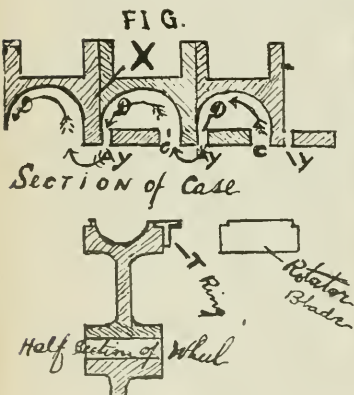 FIG.
X
D D D
y c' y c y
SECTION of Case
T Ring
Rotator
Blade
Half Section of Wheel